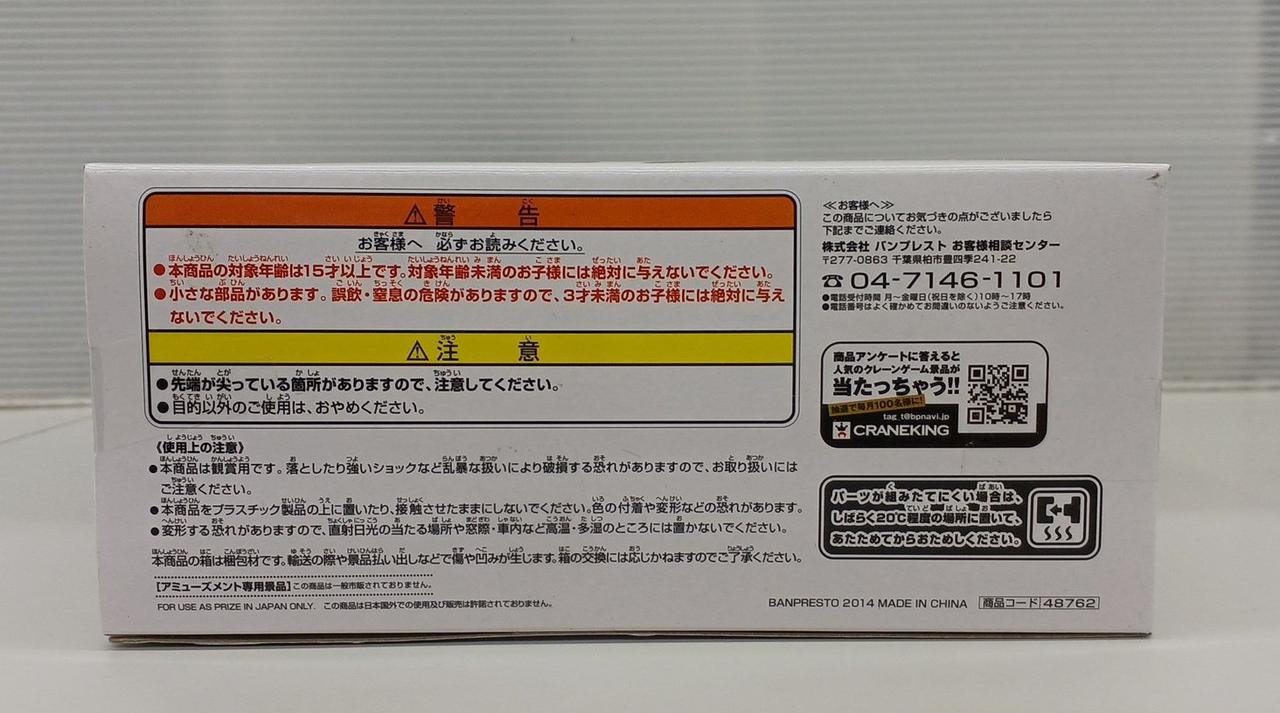 ⚠警告
お客様へ 必ずお読みください。
●本商品の対象年齢は15才以上です。対象年齢未満のお子様には絶対に与えないでください。
●小さな部品があります。誤飲・窒息の危険がありますので、3才未満のお子様には絶対に与え
ないでください。
⚠注意
●先端が尖っている箇所がありますので、注意してください。
●目的以外のご使用は、おやめください。
《使用上の注意》
●本商品は観賞用です。落としたり強いショックなど乱暴な扱いにより破損する恐れがありますので、お取り扱いには
ご注意ください。
●本商品をプラスチック製品の上に置いたり、接触させたままにしないでください。色の付着や変形などの恐れがあります。
●変形する恐れがありますので、直射日光の当たる場所や窓際・車内など高温・多湿のところには置かないでください。
本商品の箱は梱包材です。輸送の際や景品払い出しなどで傷や凹みが生じます。箱の交換には応じかねますのでご了承ください。
[アミューズメント専用景品]この商品は一般市販されておりません。
FOR USE AS PRIZE IN JAPAN ONLY. この商品は日本国外での使用及び販売は許諾されておりません。
≪お客様へ≫
この商品についてお気づきの点がございましたら
下記までご連絡ください。
株式会社 バンプレスト お客様相談センター
〒277-0863 千葉県柏市豊四季241-22
☎04-7146-1101
●電話受付時間 月～金曜日(祝日を除く)10時～17時
●電話番号はよく確かめてお間違いのないようご注意ください。
商品アンケートに答えると
人気のクレーンゲーム景品が
当たっちゃう!!
抽選で毎月100名様に!
tag_t@bpnavi.jp
CRANEKING
パーツが組みたてにくい場合は、
しばらく20℃程度の場所に置いて、
あたためてからおためしください。
BANPRESTO 2014 MADE IN CHINA 商品コード 48762